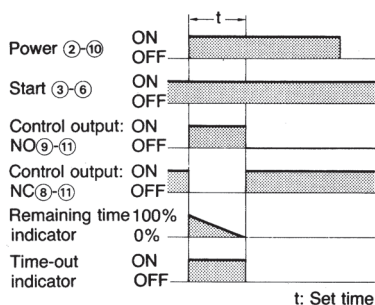 t
Power ②-⑩ ON
OFF
Start ③-⑥ ON
OFF
Control output: ON
NO⑨-⑪ OFF
Control output: ON
NC⑧-⑪ OFF
Remaining time 100%
indicator 0%
Time-out ON
indicator OFF
t: Set time